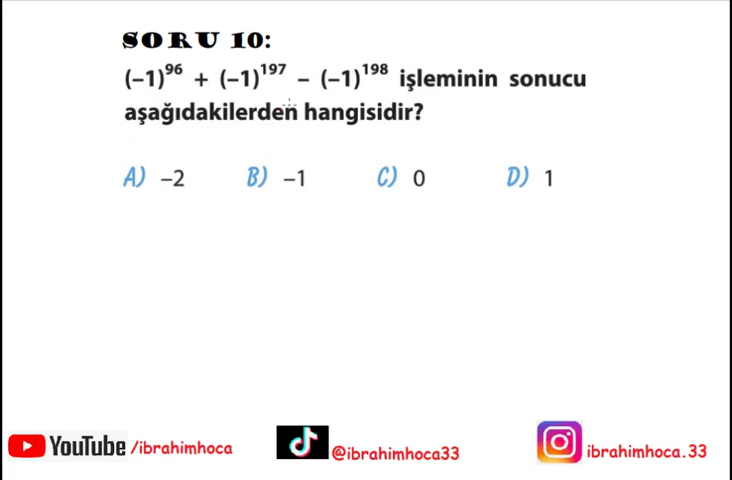 SORU 10:
(–1)⁹⁶ + (–1)¹⁹⁷ – (–1)¹⁹⁸ işleminin sonucu
aşağıdakilerden hangisidir?
A) –2 B) –1 C) 0 D) 1
YouTube /ibrahimhoca @ibrahimhoca33 ibrahimhoca.33